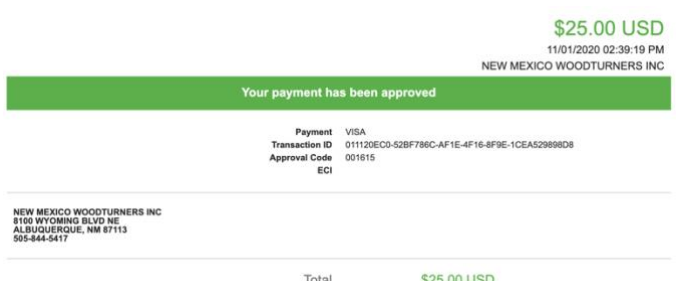 $25.00 USD
11/01/2020 02:39:19 PM
NEW MEXICO WOODTURNERS INC
Your payment has been approved
Payment VISA
Transaction ID 011120EC0-52BF786C-AF1E-4F16-8F9E-1CEA529898D8
Approval Code 001615
ECI
NEW MEXICO WOODTURNERS INC
8100 WYOMING BLVD NE
ALBUQUERQUE, NM 87113
505-844-5417
Total $25.00 USD